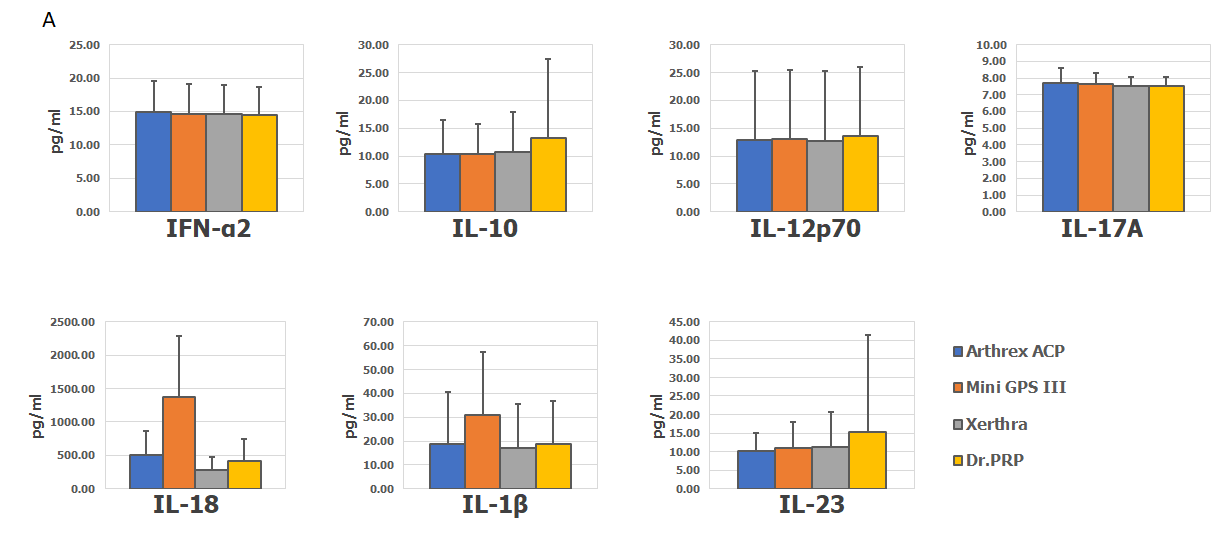 A
25.00
20.00
15.00
10.00
5.00
0.00
pg/ml
IFN-α2
30.00
25.00
20.00
15.00
10.00
5.00
0.00
pg/ml
IL-10
30.00
25.00
20.00
15.00
10.00
5.00
0.00
pg/ml
IL-12p70
10.00
9.00
8.00
7.00
6.00
5.00
4.00
3.00
2.00
1.00
0.00
pg/ml
IL-17A
2500.00
2000.00
1500.00
1000.00
500.00
0.00
pg/ml
IL-18
70.00
60.00
50.00
40.00
30.00
20.00
10.00
0.00
pg/ml
IL-1β
45.00
40.00
35.00
30.00
25.00
20.00
15.00
10.00
5.00
0.00
pg/ml
IL-23
Arthrex ACP
Mini GPS III
Xerthra
Dr.PRP